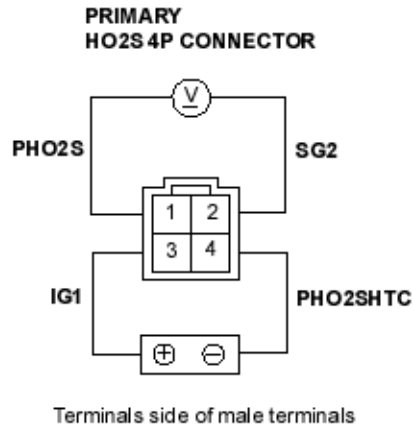 PRIMARY
HO2S 4P CONNECTOR
V
PHO2S
SG2
1 2
3 4
IG1
PHO2SHTC
+ −
Terminals side of male terminals